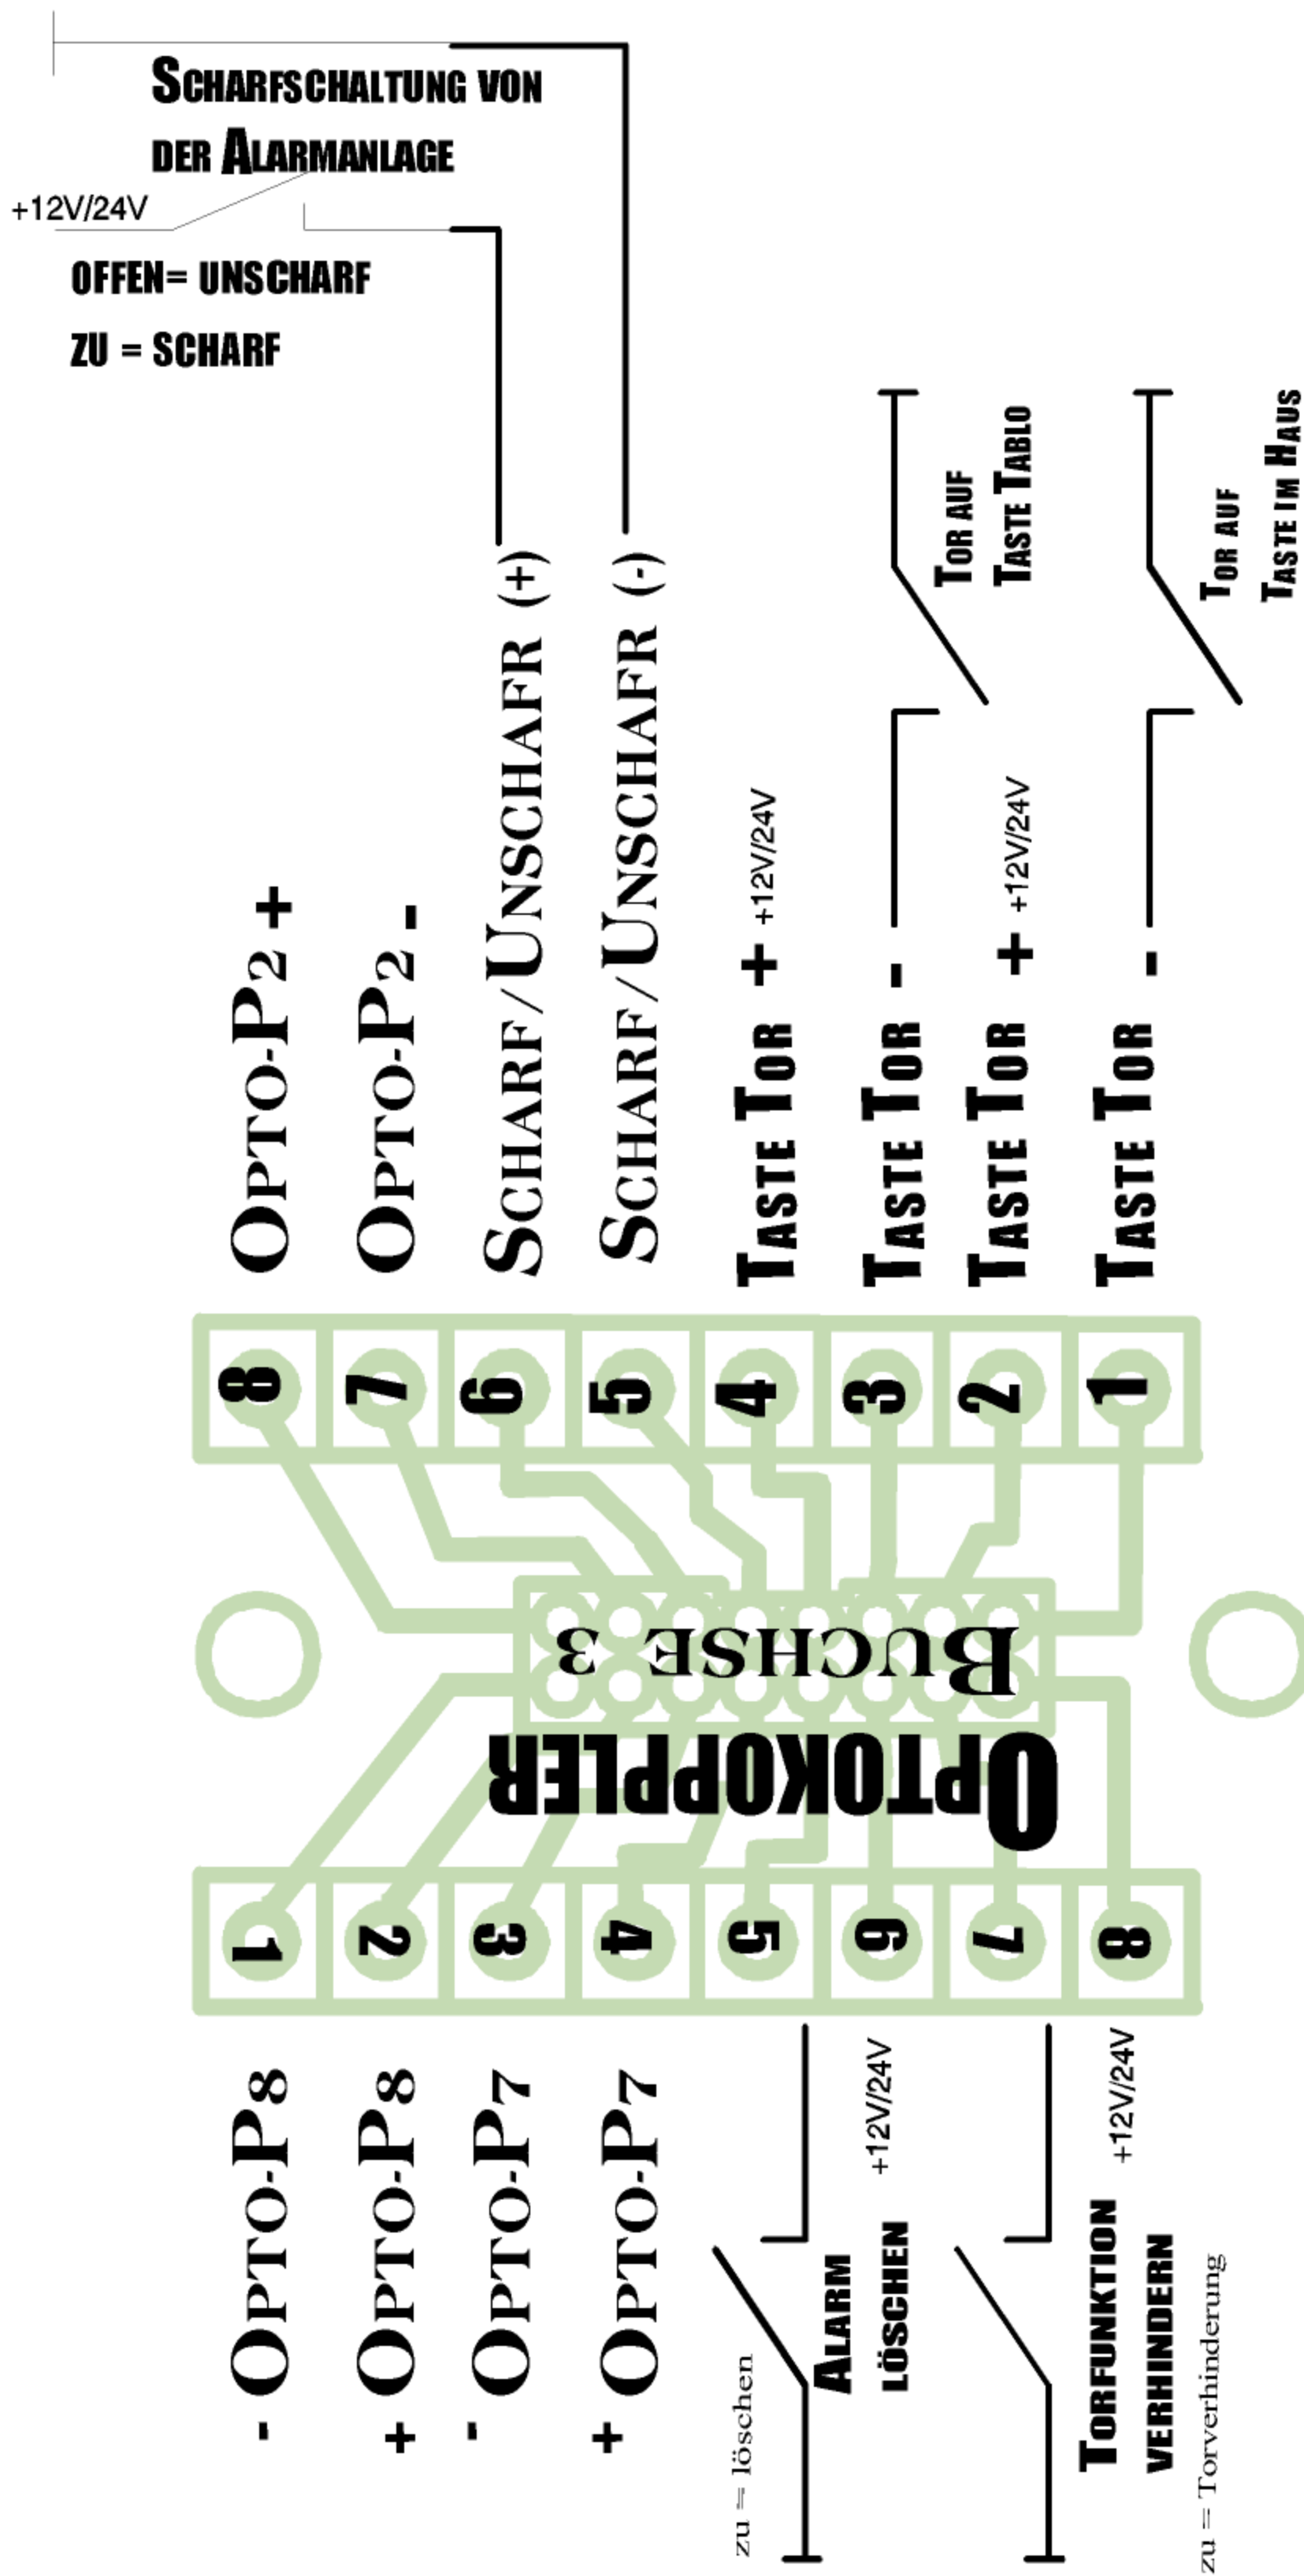 SCHARFSCHALTUNG VON
DER ALARMANLAGE
+12V/24V
OFFEN= UNSCHARF
ZU = SCHARF
OPTO-P2 +
OPTO-P2 -
SCHARF/UNSCHAFR (+)
SCHARF/UNSCHAFR (-)
TASTE TOR + +12V/24V
TASTE TOR -
TASTE TOR + +12V/24V
TASTE TOR -
TOR AUF
TASTE TABLO
TOR AUF
TASTE IM HAUS
8
7
6
5
4
3
2
1
BUCHSE 3
OPTOKOPPLER
1
2
3
4
5
6
7
8
- OPTO-P8
+ OPTO-P8
- OPTO-P7
+ OPTO-P7
zu = löschen
ALARM
LÖSCHEN +12V/24V
TORFUNKTION +12V/24V
VERHINDERN
zu = Torverhinderung